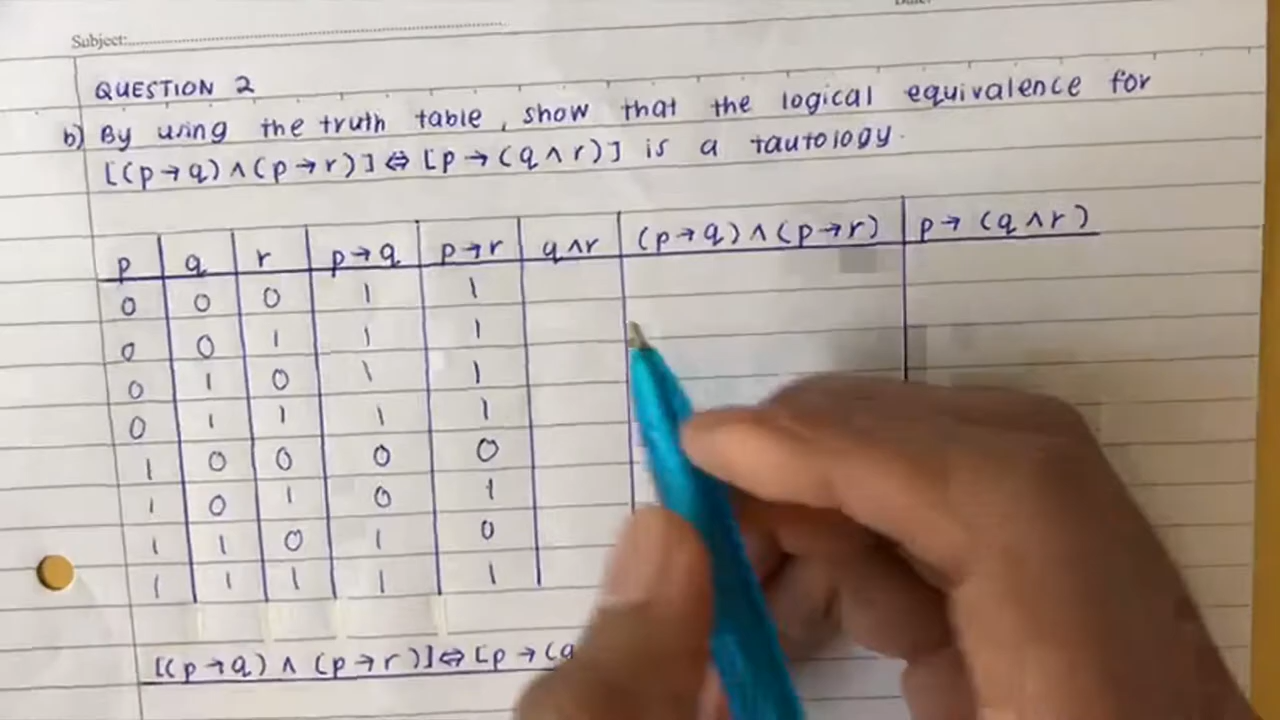 Subject:
QUESTION 2
b) By using the truth table, show that the logical equivalence for
[(p→q) ∧ (p→r)] ⇔ [p→(q∧r)] is a tautology.
p q r p→q p→r q∧r (p→q)∧(p→r) p→(q∧r)
0 0 0 1 1
0 0 1 1 1
0 1 0 1 1
0 1 1 1 1
1 0 0 0 0
1 0 1 0 1
1 1 0 1 0
1 1 1 1 1
[(p→q) ∧ (p→r)] ⇔ [p→(q